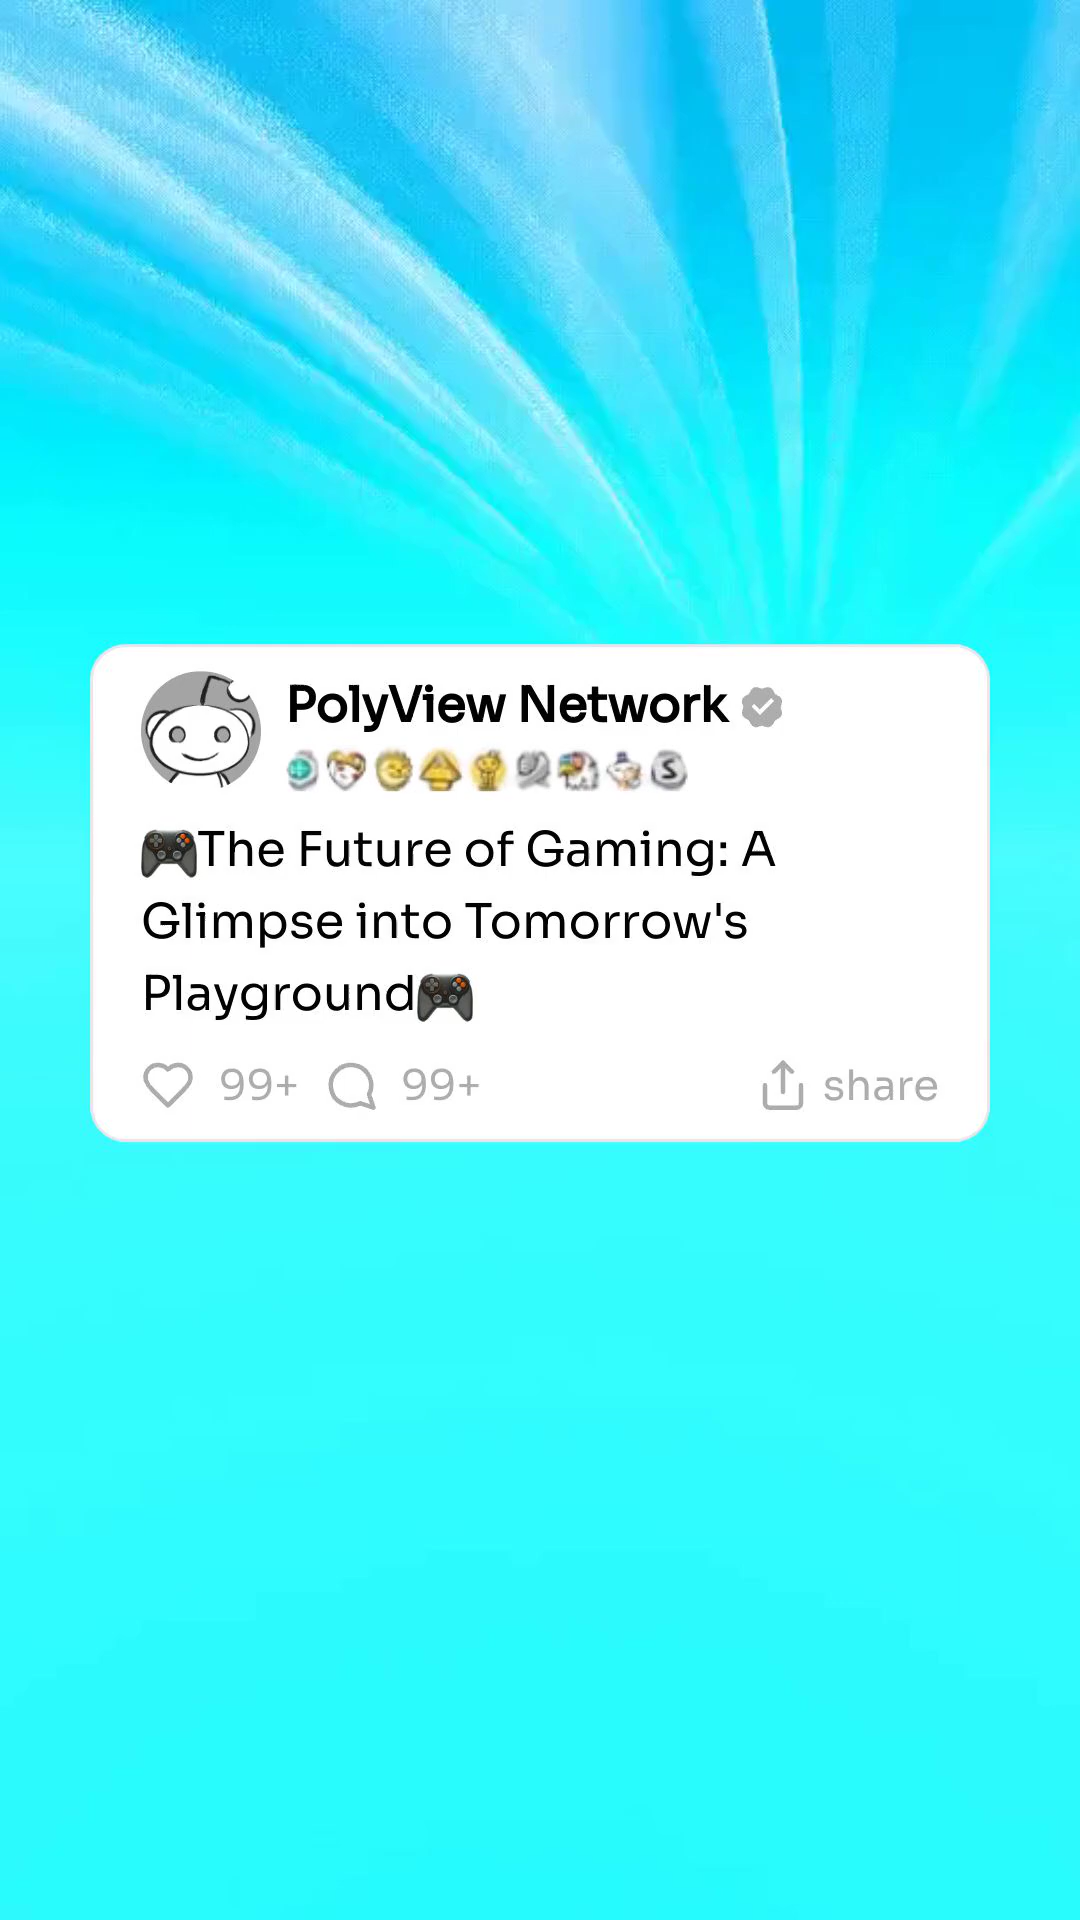 PolyView Network
🎮The Future of Gaming: A
Glimpse into Tomorrow's
Playground🎮
99+ 99+ share